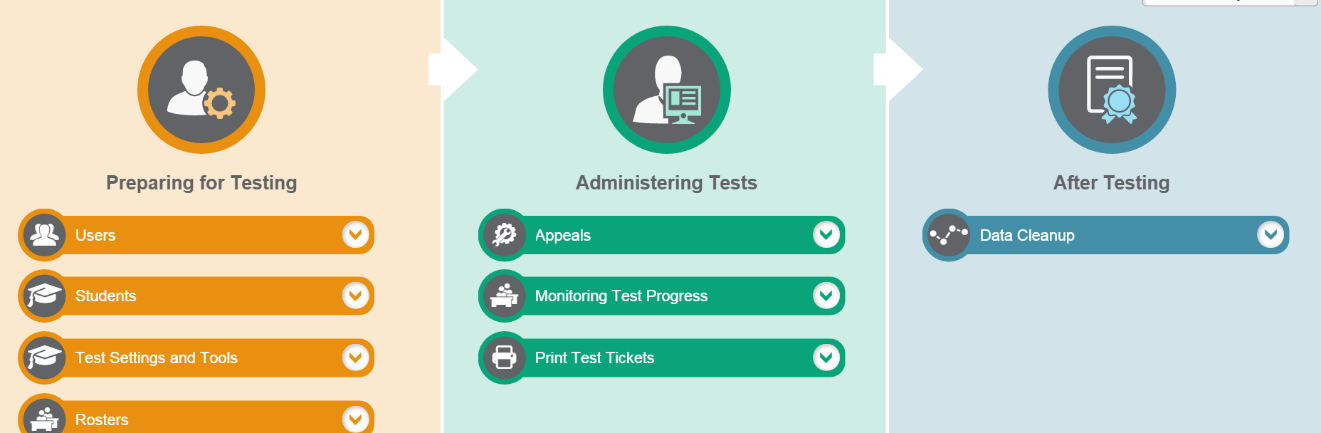 Preparing for Testing
Users
Students
Test Settings and Tools
Rosters
Administering Tests
Appeals
Monitoring Test Progress
Print Test Tickets
After Testing
Data Cleanup